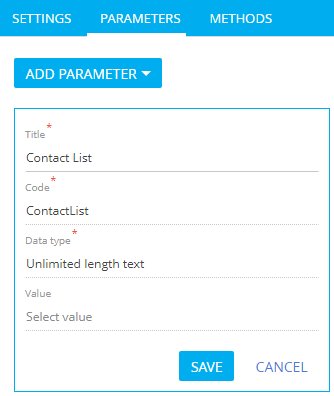 SETTINGS PARAMETERS METHODS
ADD PARAMETER
Title*
Contact List
Code*
ContactList
Data type*
Unlimited length text
Value
Select value
SAVE CANCEL